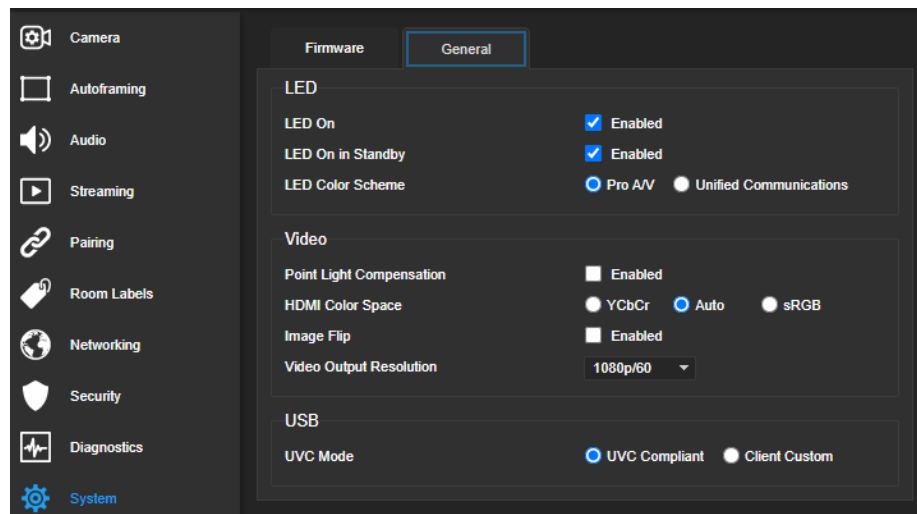 Camera
Autoframing
Audio
Streaming
Pairing
Room Labels
Networking
Security
Diagnostics
System
Firmware General
LED
LED On Enabled
LED On in Standby Enabled
LED Color Scheme Pro A/V Unified Communications
Video
Point Light Compensation Enabled
HDMI Color Space YCbCr Auto sRGB
Image Flip Enabled
Video Output Resolution 1080p/60
USB
UVC Mode UVC Compliant Client Custom